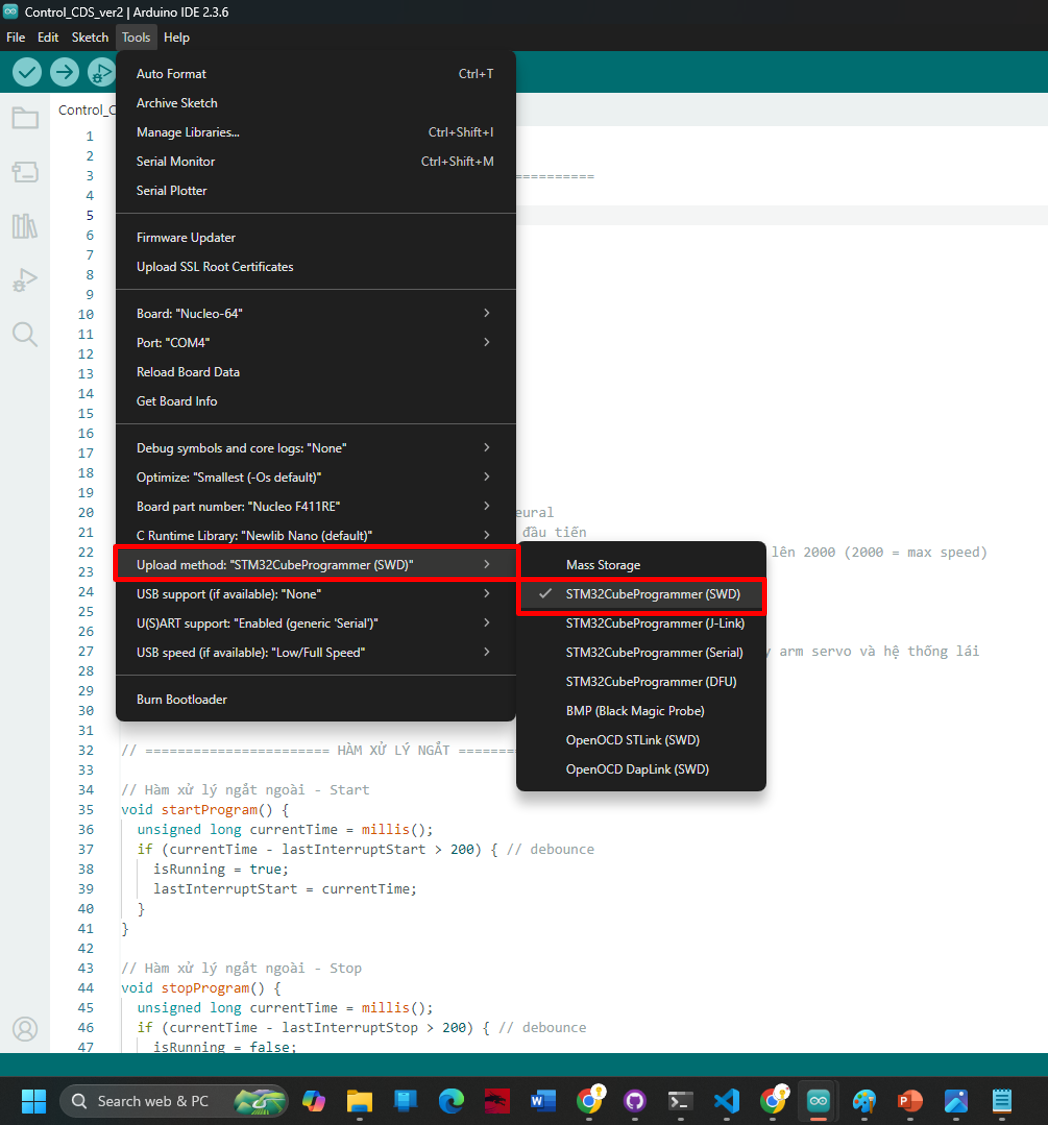 Control_CDS_ver2 | Arduino IDE 2.3.6
File Edit Sketch Tools Help
Control_C
Auto Format Ctrl+T
Archive Sketch
Manage Libraries... Ctrl+Shift+I
Serial Monitor Ctrl+Shift+M
Serial Plotter
Firmware Updater
Upload SSL Root Certificates
Board: "Nucleo-64"
Port: "COM4"
Reload Board Data
Get Board Info
Debug symbols and core logs: "None"
Optimize: "Smallest (-Os default)"
Board part number: "Nucleo F411RE"
C Runtime Library: "Newlib Nano (default)"
Upload method: "STM32CubeProgrammer (SWD)"
USB support (if available): "None"
U(S)ART support: "Enabled (generic 'Serial')"
USB speed (if available): "Low/Full Speed"
Burn Bootloader
Mass Storage
STM32CubeProgrammer (SWD)
STM32CubeProgrammer (J-Link)
STM32CubeProgrammer (Serial)
STM32CubeProgrammer (DFU)
BMP (Black Magic Probe)
OpenOCD STLink (SWD)
OpenOCD DapLink (SWD)
1
2
3 ==========
4
5
6
7
8
9
10
11
12
13
14
15
16
17
18
19
20 eural
21 đầu tiến
22 lên 2000 (2000 = max speed)
23
24
25
26
27 y arm servo và hệ thống lái
28
29
30
31
32 // ======================= HÀM XỬ LÝ NGẮT ========
33
34 // Hàm xử lý ngắt ngoài - Start
35 void startProgram() {
36 unsigned long currentTime = millis();
37 if (currentTime - lastInterruptStart > 200) { // debounce
38 isRunning = true;
39 lastInterruptStart = currentTime;
40 }
41 }
42
43 // Hàm xử lý ngắt ngoài - Stop
44 void stopProgram() {
45 unsigned long currentTime = millis();
46 if (currentTime - lastInterruptStop > 200) { // debounce
47 isRunning = false;
Search web & PC